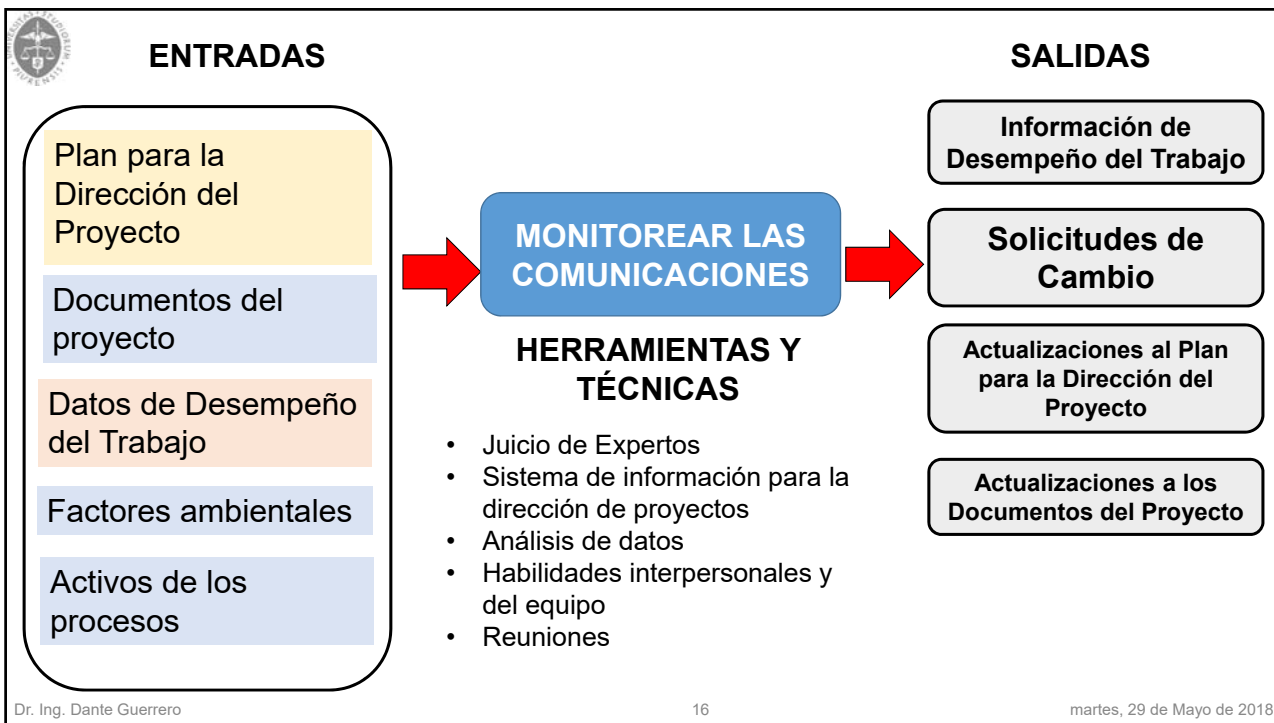 UNIVERSITAS STUDIORUM PIURENSIS
ENTRADAS
SALIDAS
Plan para la
Dirección del
Proyecto
Documentos del
proyecto
Datos de Desempeño
del Trabajo
Factores ambientales
Activos de los
procesos
MONITOREAR LAS
COMUNICACIONES
HERRAMIENTAS Y
TÉCNICAS
• Juicio de Expertos
• Sistema de información para la
dirección de proyectos
• Análisis de datos
• Habilidades interpersonales y
del equipo
• Reuniones
Información de
Desempeño del Trabajo
Solicitudes de
Cambio
Actualizaciones al Plan
para la Dirección del
Proyecto
Actualizaciones a los
Documentos del Proyecto
Dr. Ing. Dante Guerrero
16
martes, 29 de Mayo de 2018